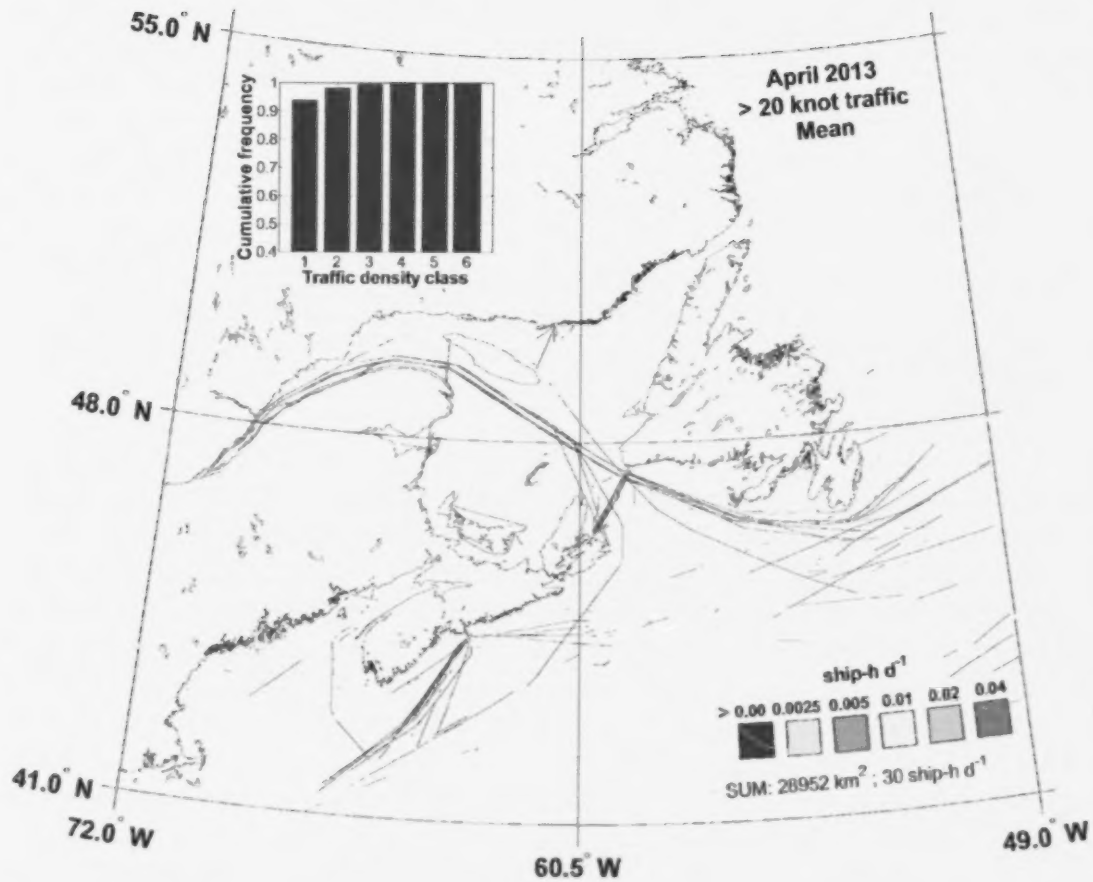 55.0° N
April 2013
> 20 knot traffic
Mean
Cumulative frequency
1
0.9
0.8
0.7
0.6
0.5
0.4
1 2 3 4 5 6
Traffic density class
48.0° N
41.0° N
72.0° W
60.5° W
49.0° W
ship-h d⁻¹
> 0.00 0.0025 0.005 0.01 0.02 0.04
SUM: 28952 km² ; 30 ship-h d⁻¹